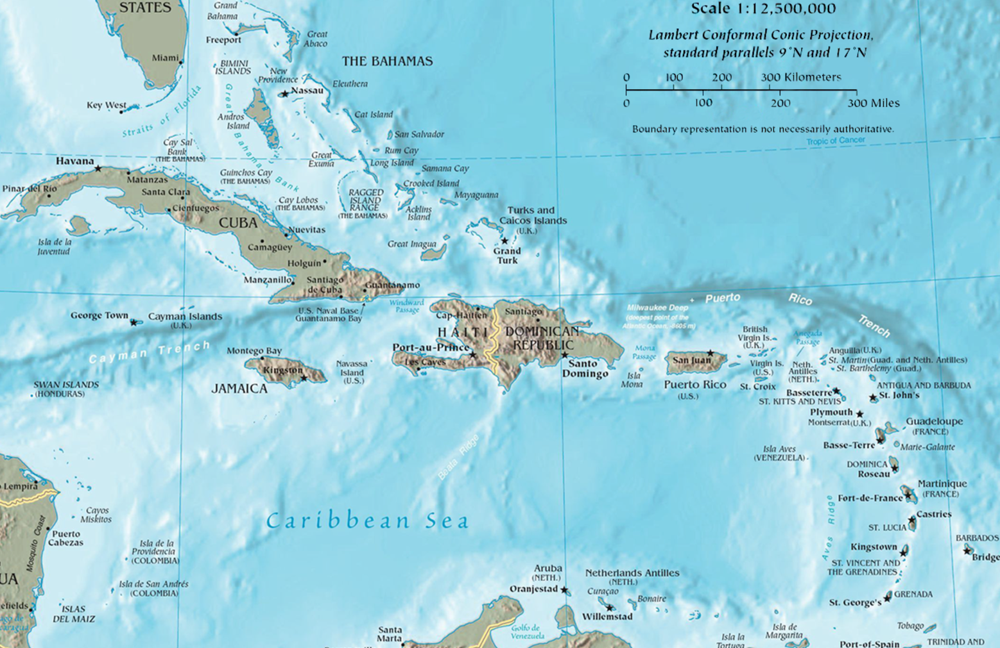 STATES
Grand
Bahama
Freeport
Great
Abaco
Scale 1:12,500,000
Lambert Conformal Conic Projection,
standard parallels 9°N and 17°N
0 100 200 300 Kilometers
0 100 200 300 Miles
Boundary representation is not necessarily authoritative.
Tropic of Cancer
Miami
BIMINI
ISLANDS
THE BAHAMAS
New
Providence
Nassau
Eleuthera
Key West
Straits of Florida
Great Bahama Bank
Andros
Island
Cat Island
San Salvador
Cay Sal
Bank
(THE BAHAMAS)
Great
Exuma
Rum Cay
Long Island
Samana Cay
Havana
Matanzas
Guinchos Cay
(THE BAHAMAS)
Crooked Island
Mayaguana
Pinar del Río
Santa Clara
Cienfuegos
Cay Lobos
(THE BAHAMAS)
RAGGED
ISLAND
RANGE
(THE BAHAMAS)
Acklins
Island
Turks and
Caicos Islands
(U.K.)
CUBA
Nuevitas
Isla de la
Juventud
Camagüey
Great Inagua
Grand
Turk
Holguín
Manzanillo
Santiago
de Cuba
Guantánamo
U.S. Naval Base
Guantanamo Bay
Windward
Passage
George Town
Cayman Islands
(U.K.)
Cayman Trench
Cap-Haïtien
Santiago
HAITI
DOMINICAN
REPUBLIC
Port-au-Prince
Les Cayes
Santo
Domingo
Milwaukee Deep
(deepest point of the
Atlantic Ocean, -8605 m)
Puerto Rico Trench
Mona
Passage
Isla
Mona
San Juan
Puerto Rico
(U.S.)
British
Virgin Is.
(U.K.)
Virgin Is.
(U.S.)
St. Croix
Anegada
Passage
Anguilla (U.K.)
St. Martin (Guad. and Neth. Antilles)
St. Barthelemy (Guad.)
Neth.
Antilles
(NETH.)
Montego Bay
Kingston
JAMAICA
Navassa
Island
(U.S.)
SWAN ISLANDS
(HONDURAS)
ANTIGUA AND BARBUDA
St. John's
Basseterre
ST. KITTS AND NEVIS
Plymouth
Montserrat (U.K.)
Guadeloupe
(FRANCE)
Basse-Terre
Marie-Galante
Isla Aves
(VENEZUELA)
DOMINICA
Roseau
Beata Ridge
Martinique
(FRANCE)
Fort-de-France
Lempira
Cayos
Miskitos
Caribbean Sea
Aves Ridge
Castries
ST. LUCIA
Mosquito Coast
Puerto
Cabezas
BARBADOS
Bridge
Kingstown
ST. VINCENT AND
THE GRENADINES
Isla de la
Providencia
(COLOMBIA)
Isla de San Andrés
(COLOMBIA)
UA
efields
ISLAS
DEL MAIZ
Aruba
(NETH.)
Oranjestad
Netherlands Antilles
(NETH.)
Curaçao
Bonaire
Willemstad
GRENADA
St. George's
Santa
Marta
Golfo de
Venezuela
Isla la
Tortuga
Isla de
Margarita
Tobago
Port-of-Spain
TRINIDAD AND